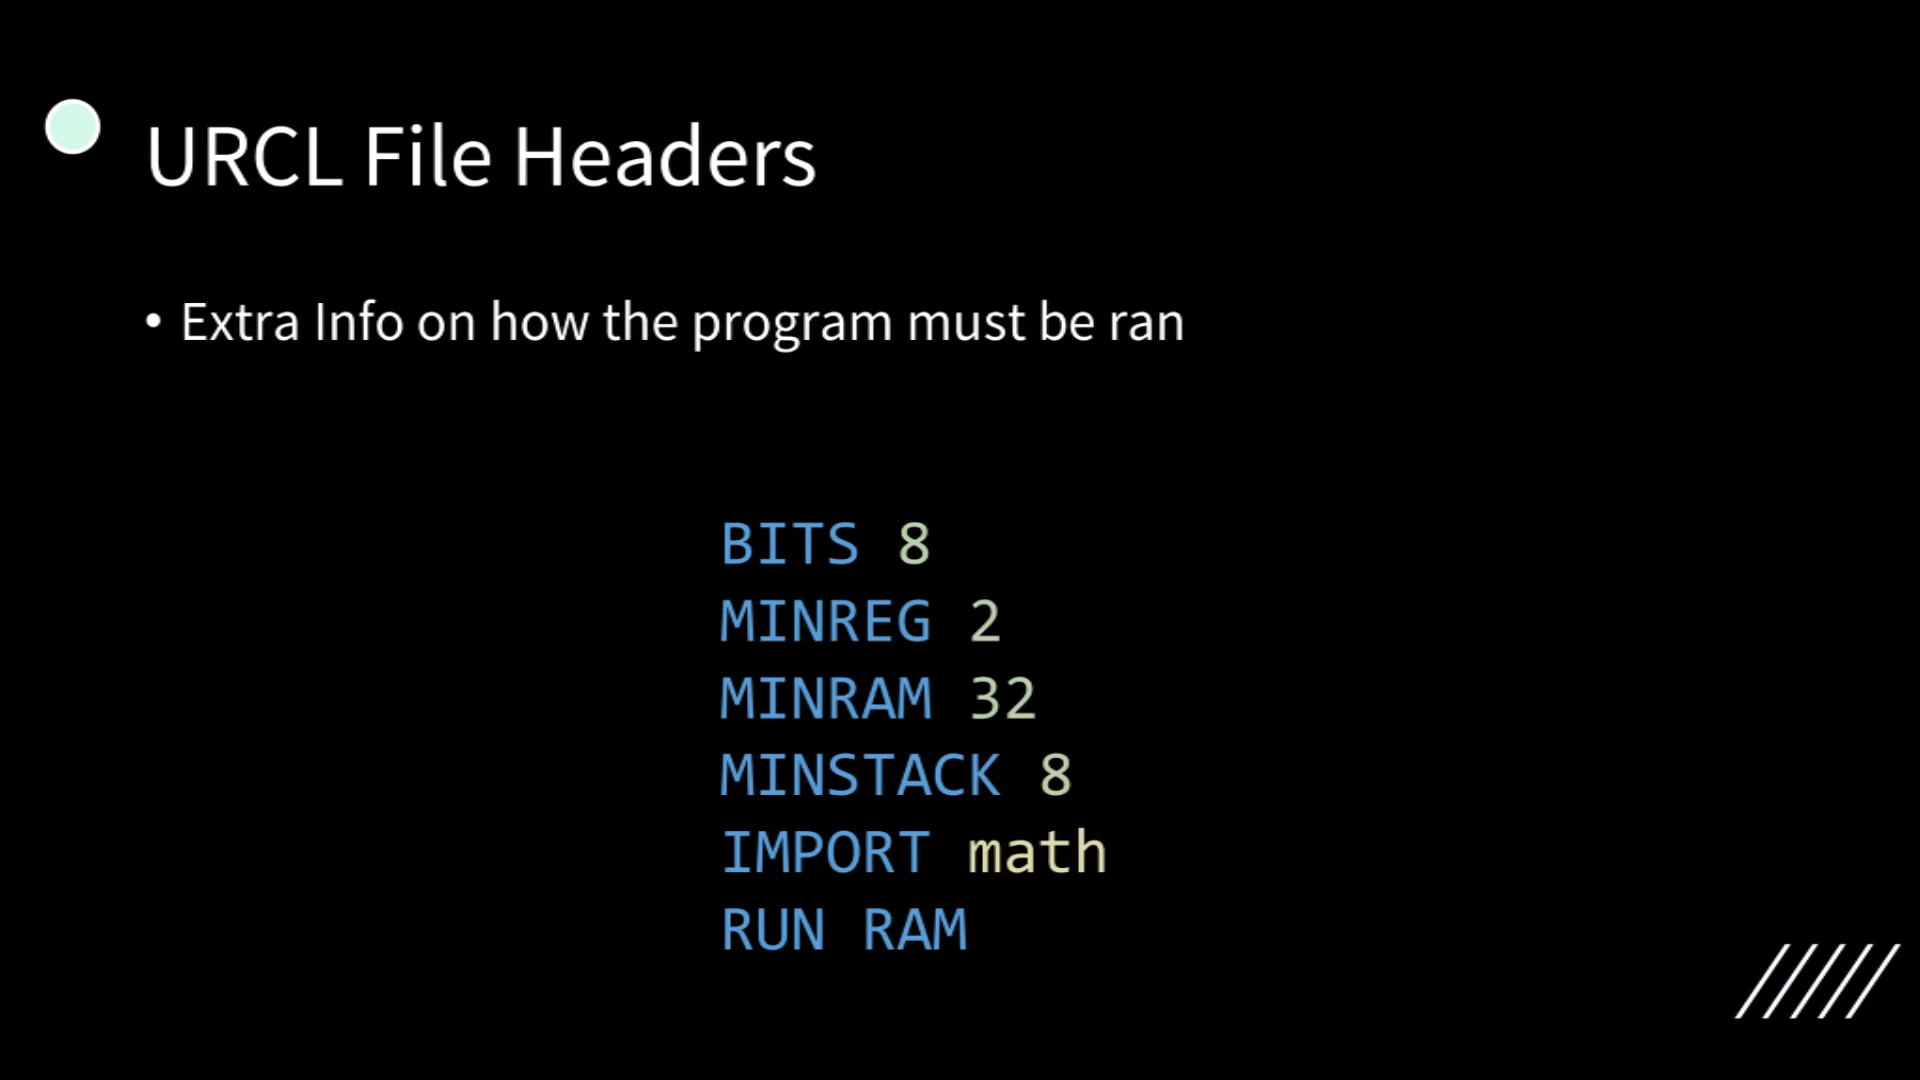 URCL File Headers
• Extra Info on how the program must be ran
BITS 8
MINREG 2
MINRAM 32
MINSTACK 8
IMPORT math
RUN RAM